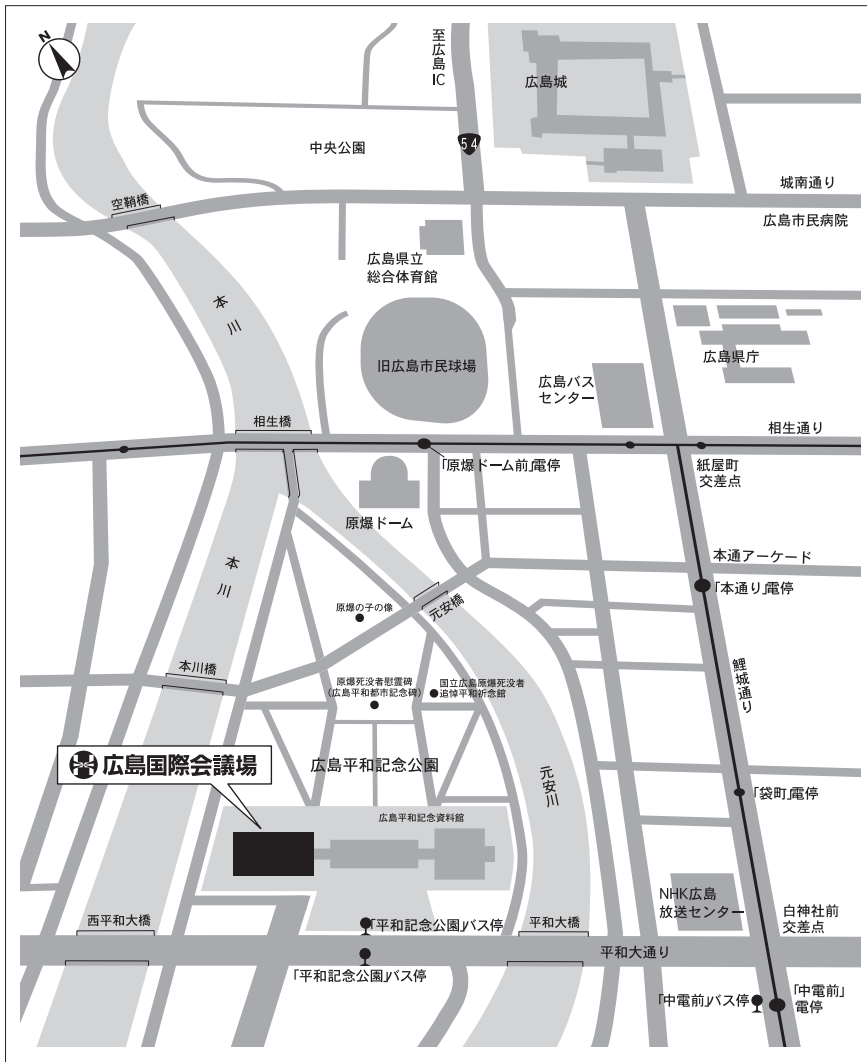 N
至広島IC
広島城
54
中央公園
城南通り
空鞘橋
広島市民病院
広島県立
総合体育館
本川
旧広島市民球場
広島バス
センター
広島県庁
相生橋
相生通り
「原爆ドーム前」電停
紙屋町
交差点
原爆ドーム
本通アーケード
本川
「本通り」電停
原爆の子の像
元安橋
本川橋
原爆死没者慰霊碑
(広島平和都市記念碑)
国立広島原爆死没者
追悼平和祈念館
鯉城通り
広島国際会議場
広島平和記念公園
元安川
「袋町」電停
広島平和記念資料館
NHK広島
放送センター
白神社前
交差点
西平和大橋
「平和記念公園」バス停
平和大橋
平和大通り
「平和記念公園」バス停
「中電前」バス停
「中電前」
電停